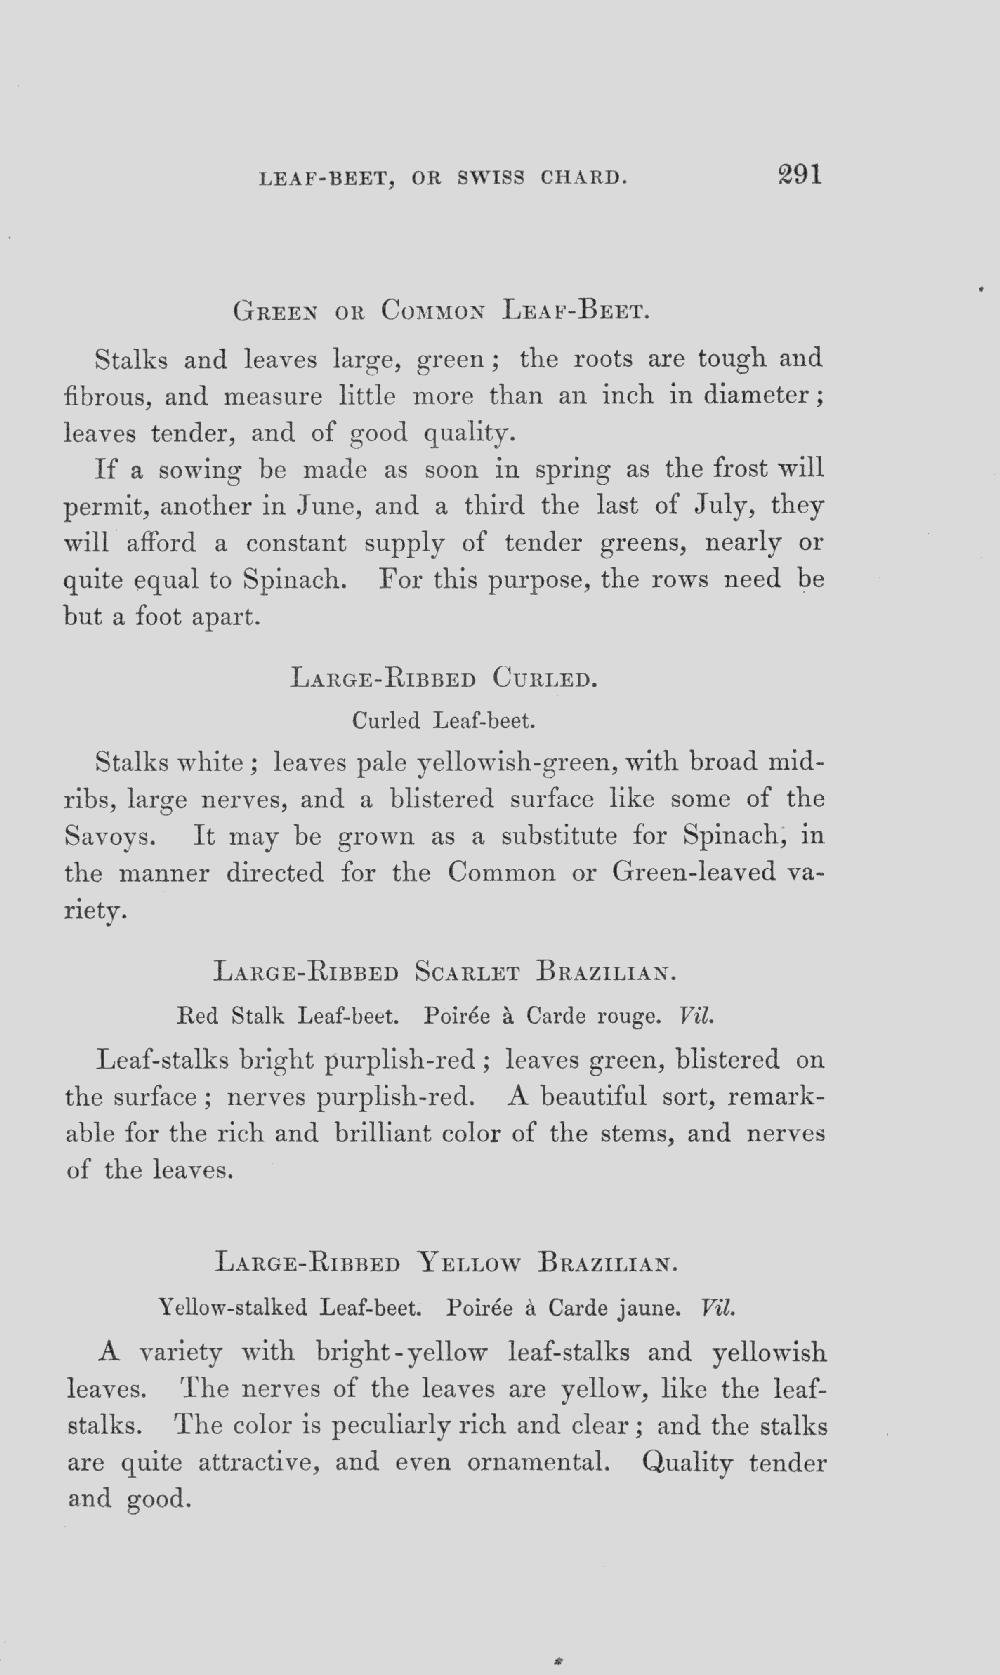 LEAF-BEET, OR SWISS CHARD. 291
GREEN OR COMMON LEAF-BEET.
Stalks and leaves large, green; the roots are tough and
fibrous, and measure little more than an inch in diameter;
leaves tender, and of good quality.
If a sowing be made as soon in spring as the frost will
permit, another in June, and a third the last of July, they
will afford a constant supply of tender greens, nearly or
quite equal to Spinach. For this purpose, the rows need be
but a foot apart.
LARGE-RIBBED CURLED.
Curled Leaf-beet.
Stalks white; leaves pale yellowish-green, with broad mid-
ribs, large nerves, and a blistered surface like some of the
Savoys. It may be grown as a substitute for Spinach, in
the manner directed for the Common or Green-leaved va-
riety.
LARGE-RIBBED SCARLET BRAZILIAN.
Red Stalk Leaf-beet. Poirée à Carde rouge. Vil.
Leaf-stalks bright purplish-red; leaves green, blistered on
the surface; nerves purplish-red. A beautiful sort, remark-
able for the rich and brilliant color of the stems, and nerves
of the leaves.
LARGE-RIBBED YELLOW BRAZILIAN.
Yellow-stalked Leaf-beet. Poirée à Carde jaune. Vil.
A variety with bright-yellow leaf-stalks and yellowish
leaves. The nerves of the leaves are yellow, like the leaf-
stalks. The color is peculiarly rich and clear; and the stalks
are quite attractive, and even ornamental. Quality tender
and good.